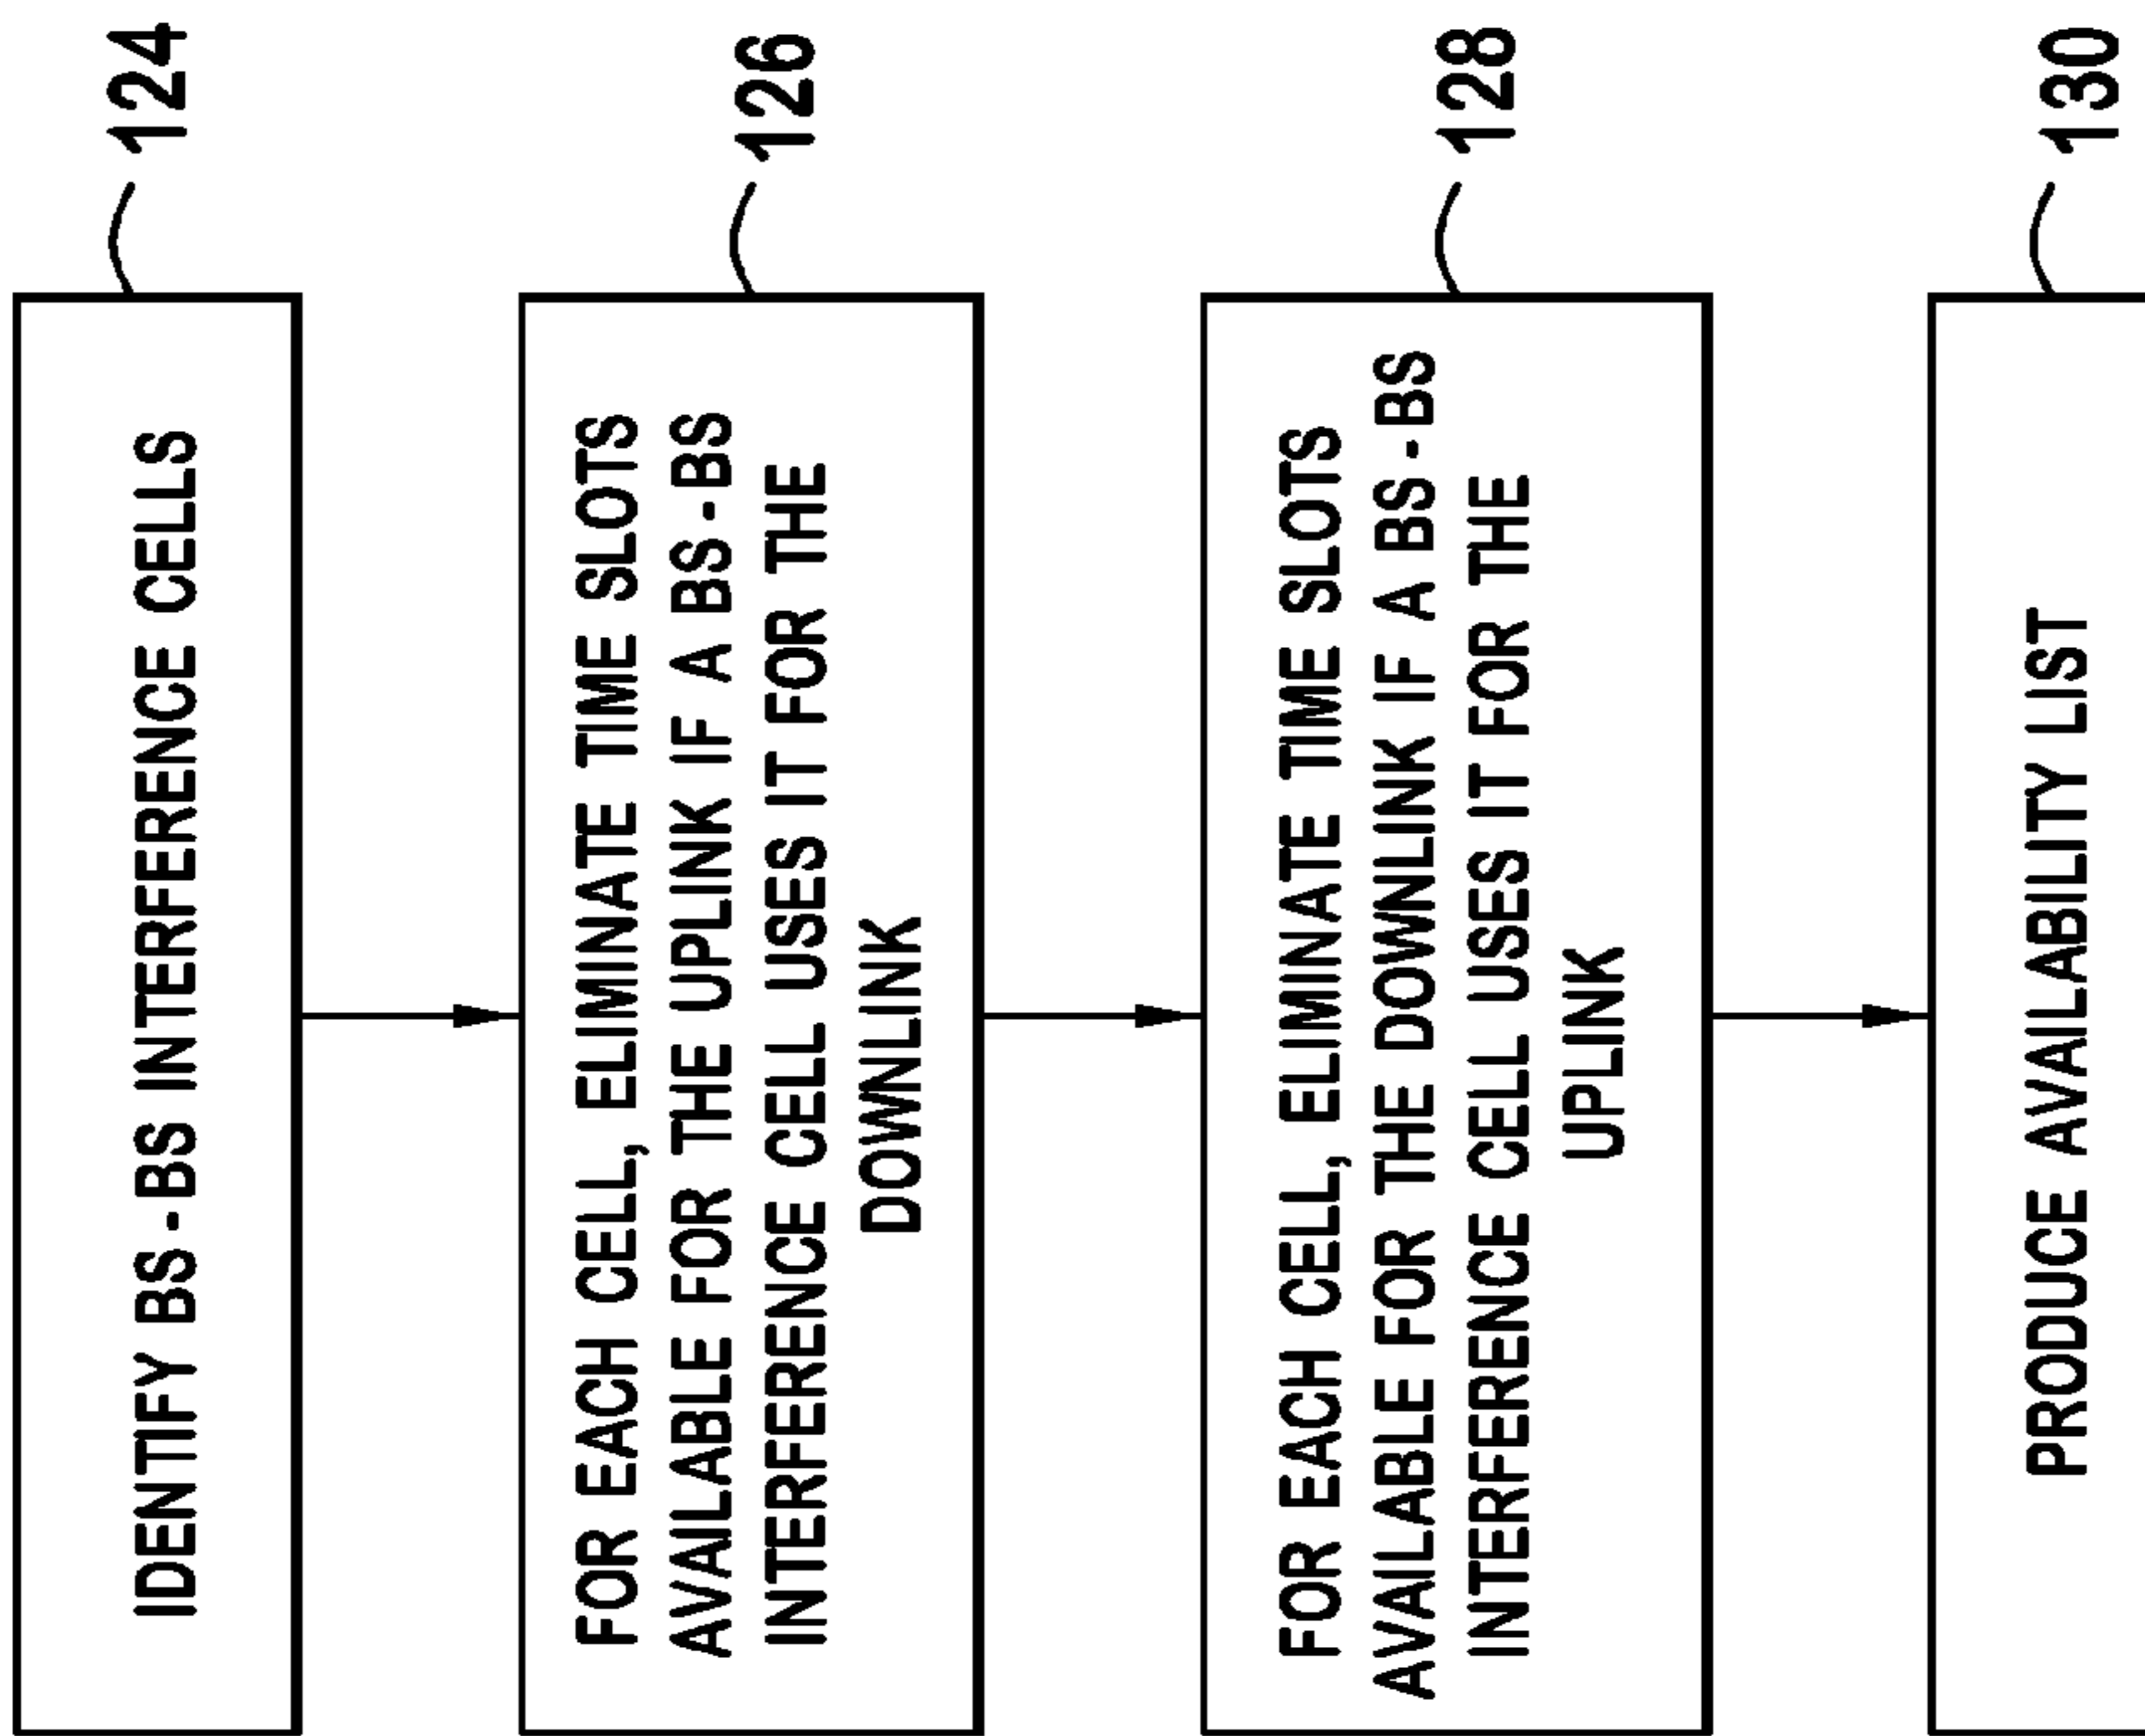 IDENTIFY BS-BS INTERFERENCE CELLS
124
FOR EACH CELL, ELIMINATE TIME SLOTS
AVAILABLE FOR THE UPLINK IF A BS-BS
INTERFERENCE CELL USES IT FOR THE
DOWNLINK
126
FOR EACH CELL, ELIMINATE TIME SLOTS
AVAILABLE FOR THE DOWNLINK IF A BS-BS
INTERFERENCE CELL USES IT FOR THE
UPLINK
128
PRODUCE AVAILABILITY LIST
130